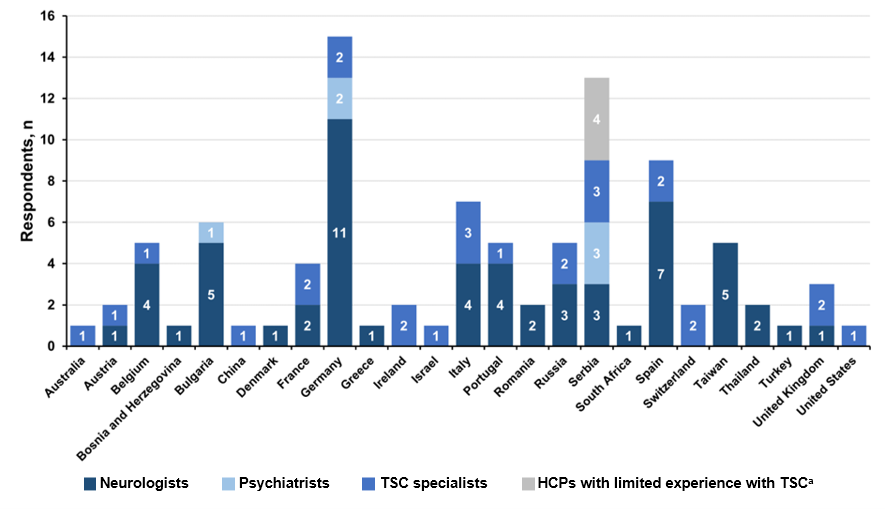 Respondents, n
16
14
12
10
8
6
4
2
0
1
1
1
4
1
1
5
1
1
1
2
2
11
2
2
1
2
1
4
3
4
1
2
3
2
3
3
3
4
1
7
2
2
5
2
1
1
2
1
Australia
Austria
Belgium
Bosnia and Herzegovina
Bulgaria
China
Denmark
France
Germany
Greece
Ireland
Israel
Italy
Portugal
Romania
Russia
Serbia
South Africa
Spain
Switzerland
Taiwan
Thailand
Turkey
United Kingdom
United States
Neurologists
Psychiatrists
TSC specialists
HCPs with limited experience with TSCᵃ